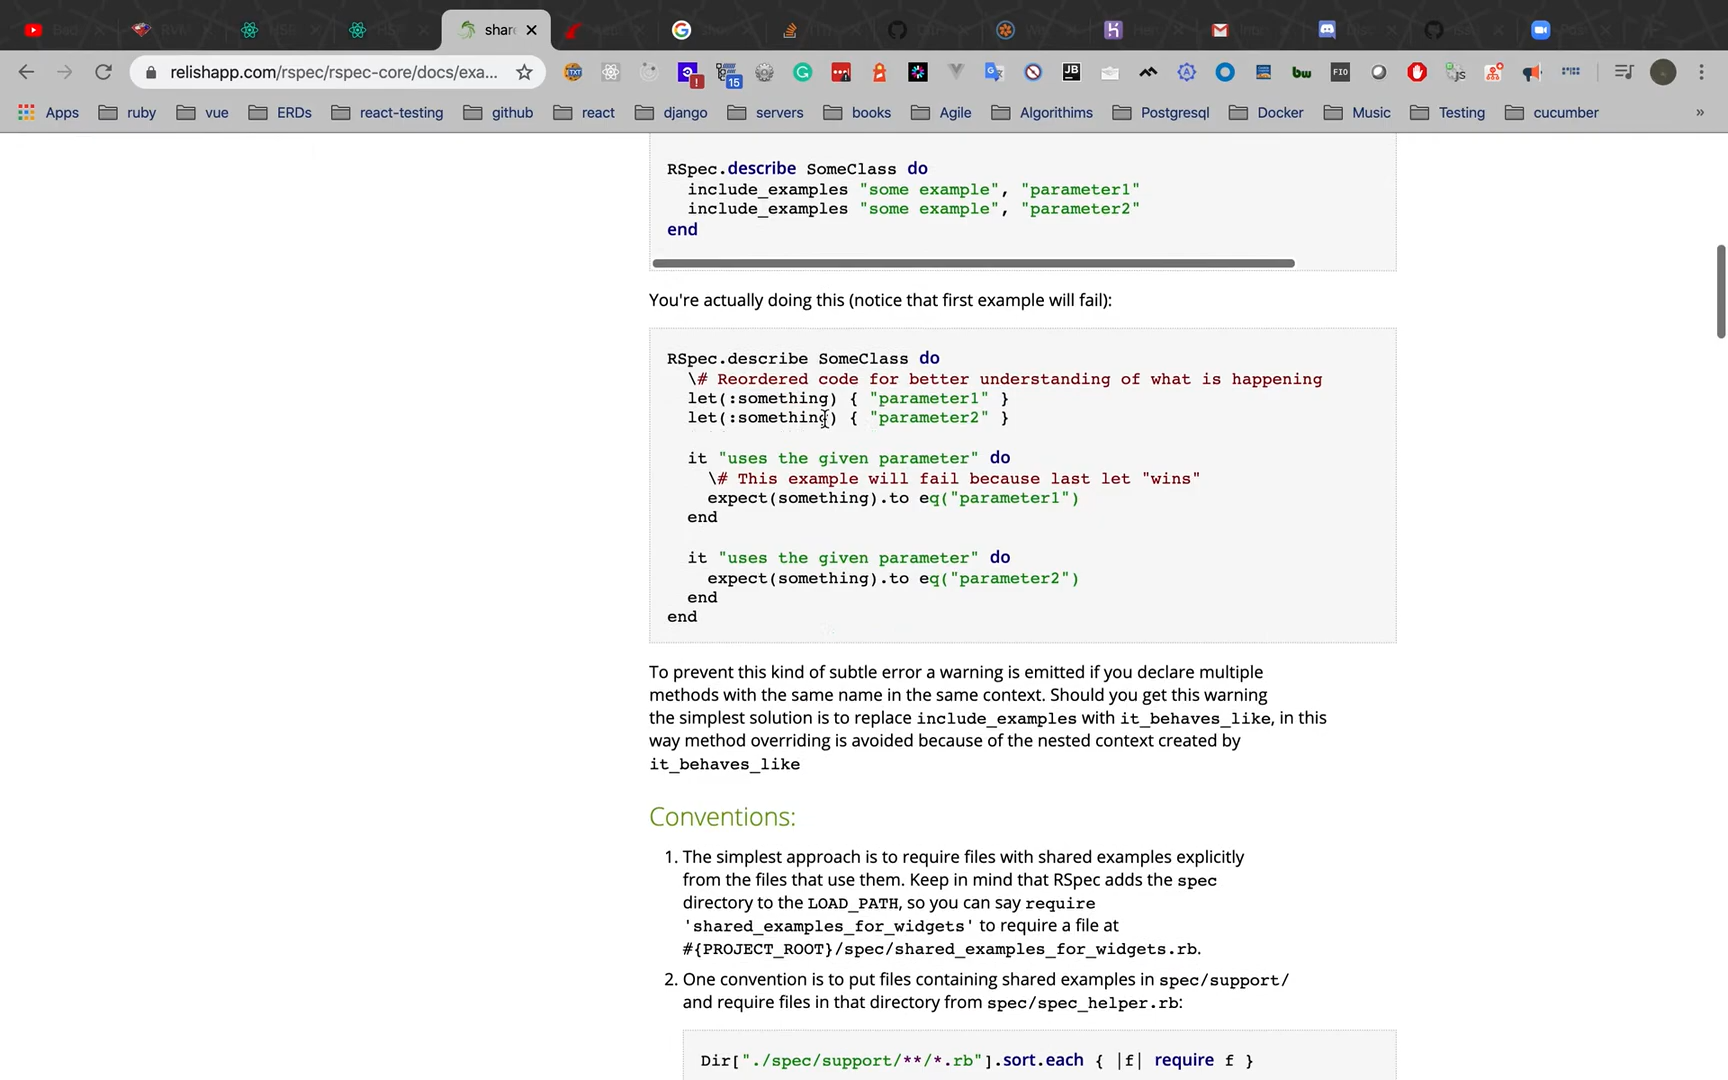 shar
relishapp.com/rspec/rspec-core/docs/exa...
15
JB
bw
FIO
js
Apps ruby vue ERDs react-testing github react django servers books Agile Algorithims Postgresql Docker Music Testing cucumber »
RSpec.describe SomeClass do
include_examples "some example", "parameter1"
include_examples "some example", "parameter2"
end
You're actually doing this (notice that first example will fail):
RSpec.describe SomeClass do
\# Reordered code for better understanding of what is happening
let(:something) { "parameter1" }
let(:something) { "parameter2" }
it "uses the given parameter" do
\# This example will fail because last let "wins"
expect(something).to eq("parameter1")
end
it "uses the given parameter" do
expect(something).to eq("parameter2")
end
end
To prevent this kind of subtle error a warning is emitted if you declare multiple
methods with the same name in the same context. Should you get this warning
the simplest solution is to replace include_examples with it_behaves_like, in this
way method overriding is avoided because of the nested context created by
it_behaves_like
Conventions:
1. The simplest approach is to require files with shared examples explicitly
from the files that use them. Keep in mind that RSpec adds the spec
directory to the LOAD_PATH, so you can say require
'shared_examples_for_widgets' to require a file at
#{PROJECT_ROOT}/spec/shared_examples_for_widgets.rb.
2. One convention is to put files containing shared examples in spec/support/
and require files in that directory from spec/spec_helper.rb:
Dir["./spec/support/**/*.rb"].sort.each { |f| require f }